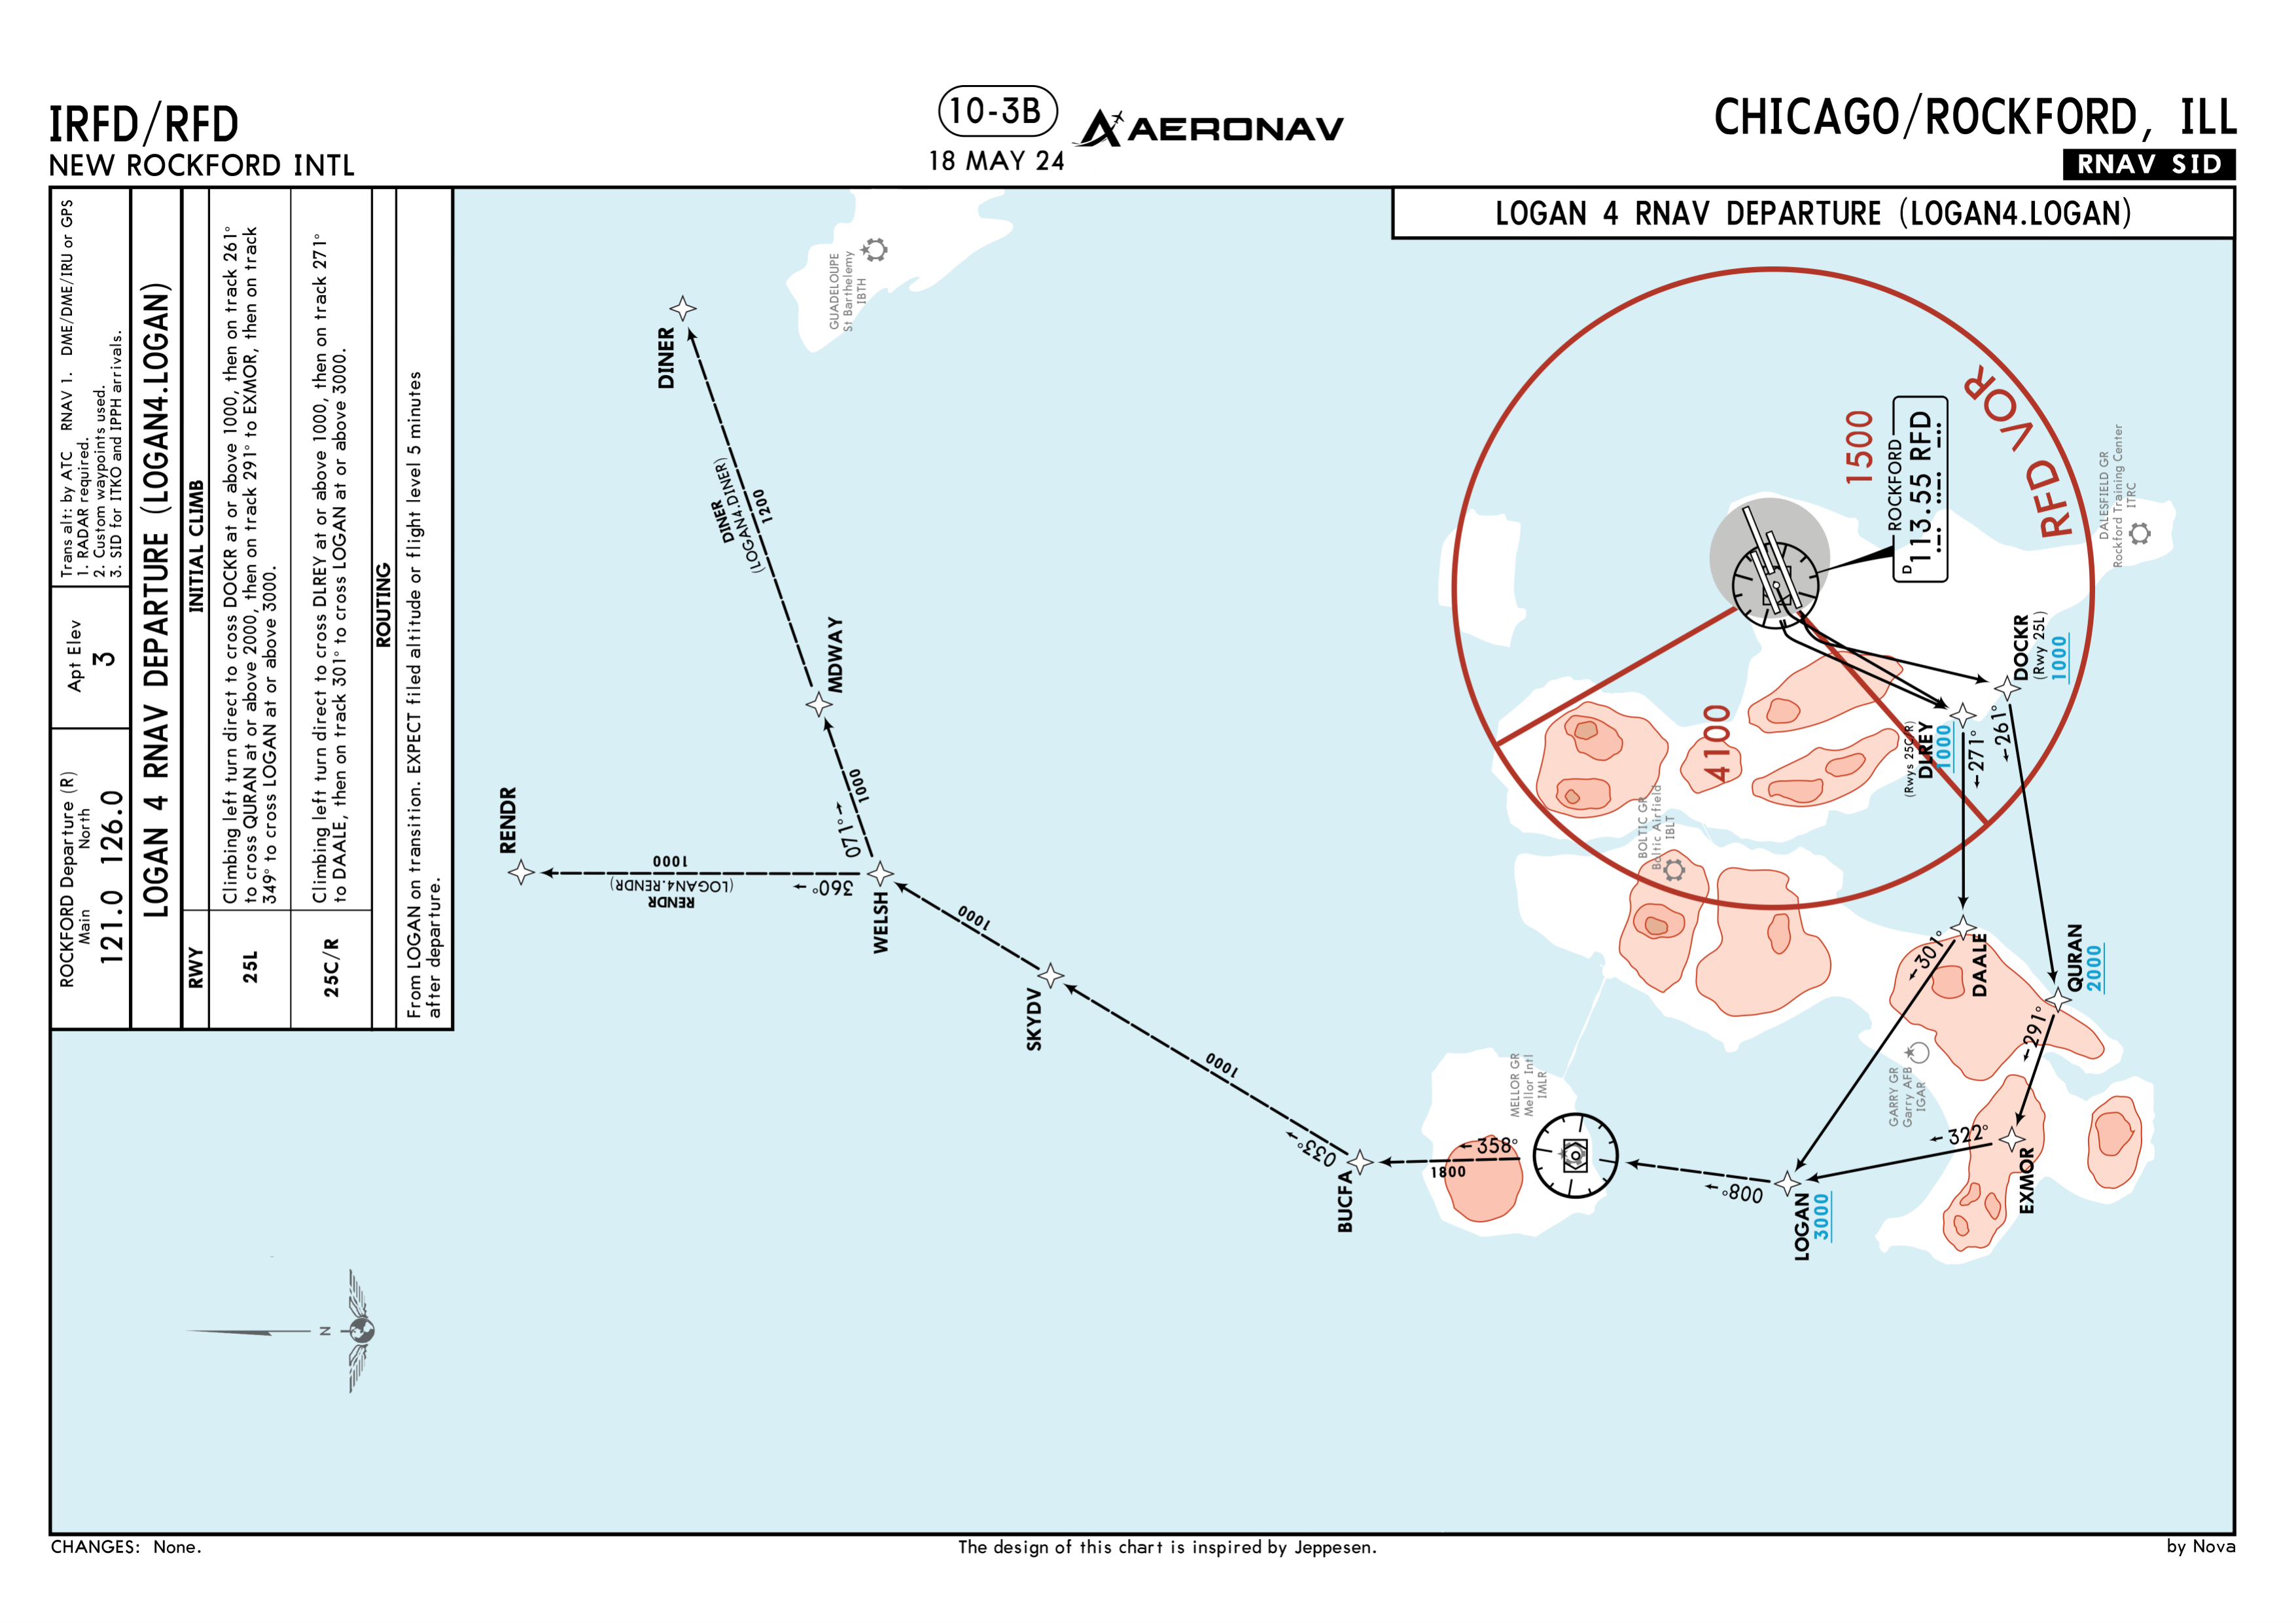 IRFD/RFD
NEW ROCKFORD INTL
10-3B
18 MAY 24
AERONAV
CHICAGO/ROCKFORD, ILL
RNAV SID
ROCKFORD Departure (R)
Main North
121.0 126.0
Apt Elev
3
Trans alt: by ATC RNAV 1. DME/DME/IRU or GPS
1. RADAR required.
2. Custom waypoints used.
3. SID for ITKO and IPPH arrivals.
LOGAN 4 RNAV DEPARTURE (LOGAN4.LOGAN)
RWY
INITIAL CLIMB
25L
Climbing left turn direct to cross DOCKR at or above 1000, then on track 261°
to cross QURAN at or above 2000, then on track 291° to EXMOR, then on track
349° to cross LOGAN at or above 3000.
25C/R
Climbing left turn direct to cross DLREY at or above 1000, then on track 271°
to DAALE, then on track 301° to cross LOGAN at or above 3000.
ROUTING
From LOGAN on transition. EXPECT filed altitude or flight level 5 minutes
after departure.
LOGAN 4 RNAV DEPARTURE (LOGAN4.LOGAN)
DINER
DINER
(LOGAN4.DINER)
1200
MDWAY
1000
071°
RENDR
1000
(LOGAN4.RENDR)
RENDR
360°
WELSH
1000
SKYDV
1000
033°
BUCFA
358°
1800
008°
LOGAN
3000
GUADELOUPE
St Barthelemy
IBTH
RFD VOR
1500
4100
D
ROCKFORD
113.55 RFD
DALESFIELD GR
Rockford Training Center
ITRC
DOCKR
(Rwy 25L)
1000
261°
(Rwys 25C/R)
DLREY
1000
271°
BOLTIC GR
Boltic Airfield
IBLT
DAALE
301°
QURAN
2000
291°
GARRY GR
Garry AFB
IGAR
MELLOR GR
Mellor Intl
IMLR
322°
EXMOR
N
CHANGES: None.
The design of this chart is inspired by Jeppesen.
by Nova